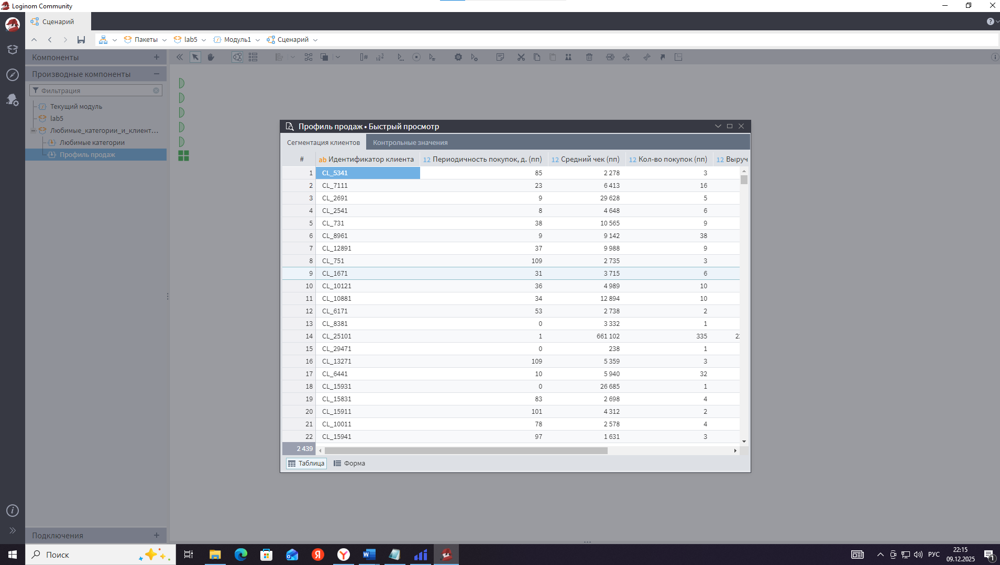 Loginom Community
Сценарий
Пакеты lab5 Модуль1 Сценарий
Компоненты
Производные компоненты
Фильтрация
Текущий модуль
lab5
Любимые_категории_и_клиент...
Любимые категории
Профиль продаж
Подключения
Профиль продаж • Быстрый просмотр
Сегментация клиентов Контрольные значения
# ab Идентификатор клиента 12 Периодичность покупок, д. (пп) 12 Средний чек (пп) 12 Кол-во покупок (пп) 12 Выруч
1 CL_5341 85 2 278 3
2 CL_7111 23 6 413 16
3 CL_2691 9 29 628 5
4 CL_2541 8 4 648 6
5 CL_731 38 10 565 9
6 CL_8961 9 9 142 38
7 CL_12891 37 9 988 9
8 CL_751 109 2 735 3
9 CL_1671 31 3 715 6
10 CL_10121 36 4 989 10
11 CL_10881 34 12 894 10
12 CL_6171 53 2 738 2
13 CL_8381 0 3 332 1
14 CL_25101 1 661 102 335 2
15 CL_29471 0 238 1
16 CL_13271 109 5 359 3
17 CL_6441 10 5 940 32
18 CL_15931 0 26 685 1
19 CL_15831 83 2 698 4
20 CL_15911 101 4 312 2
21 CL_10011 78 2 578 4
22 CL_15941 97 1 631 3
2 439
Таблица Форма
Поиск
РУС
22:15
09.12.2025
1